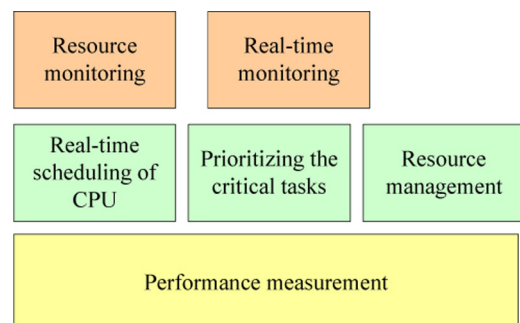 Resource
monitoring
Real-time
monitoring
Real-time
scheduling of
CPU
Prioritizing the
critical tasks
Resource
management
Performance measurement